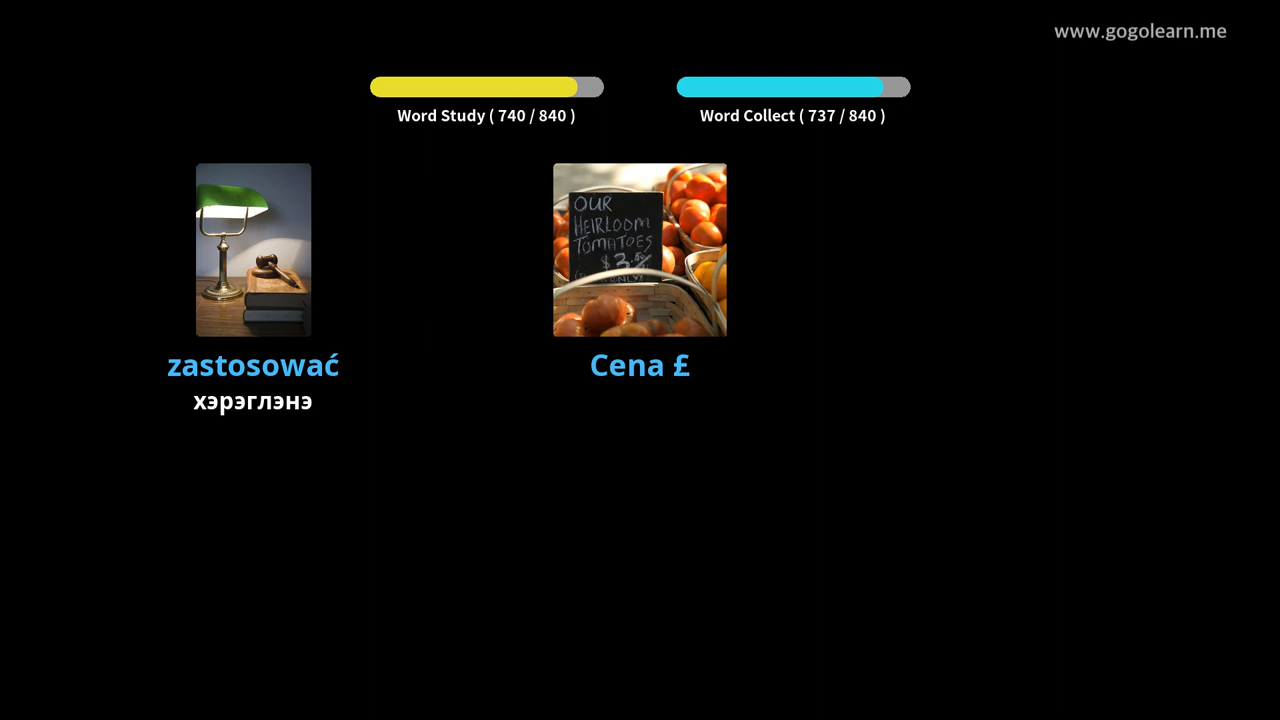 www.gogolearn.me
Word Study ( 740 / 840 )
Word Collect ( 737 / 840 )
OUR
HEIRLOOM
TOMATOES
zastosować
хэрэглэнэ
Cena £